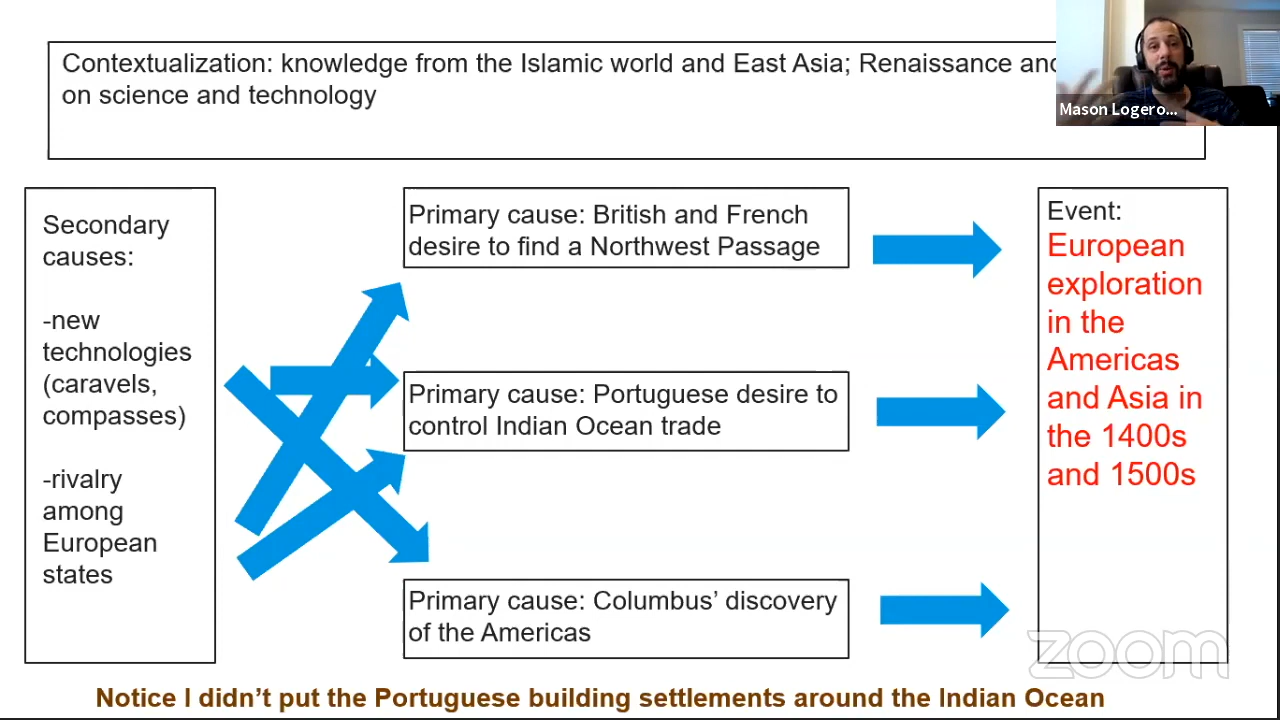 Contextualization: knowledge from the Islamic world and East Asia; Renaissance and
on science and technology
Mason Logero...
Secondary
causes:
-new
technologies
(caravels,
compasses)
-rivalry
among
European
states
Primary cause: British and French
desire to find a Northwest Passage
Primary cause: Portuguese desire to
control Indian Ocean trade
Primary cause: Columbus’ discovery
of the Americas
Event:
European
exploration
in the
Americas
and Asia in
the 1400s
and 1500s
zoom
Notice I didn’t put the Portuguese building settlements around the Indian Ocean